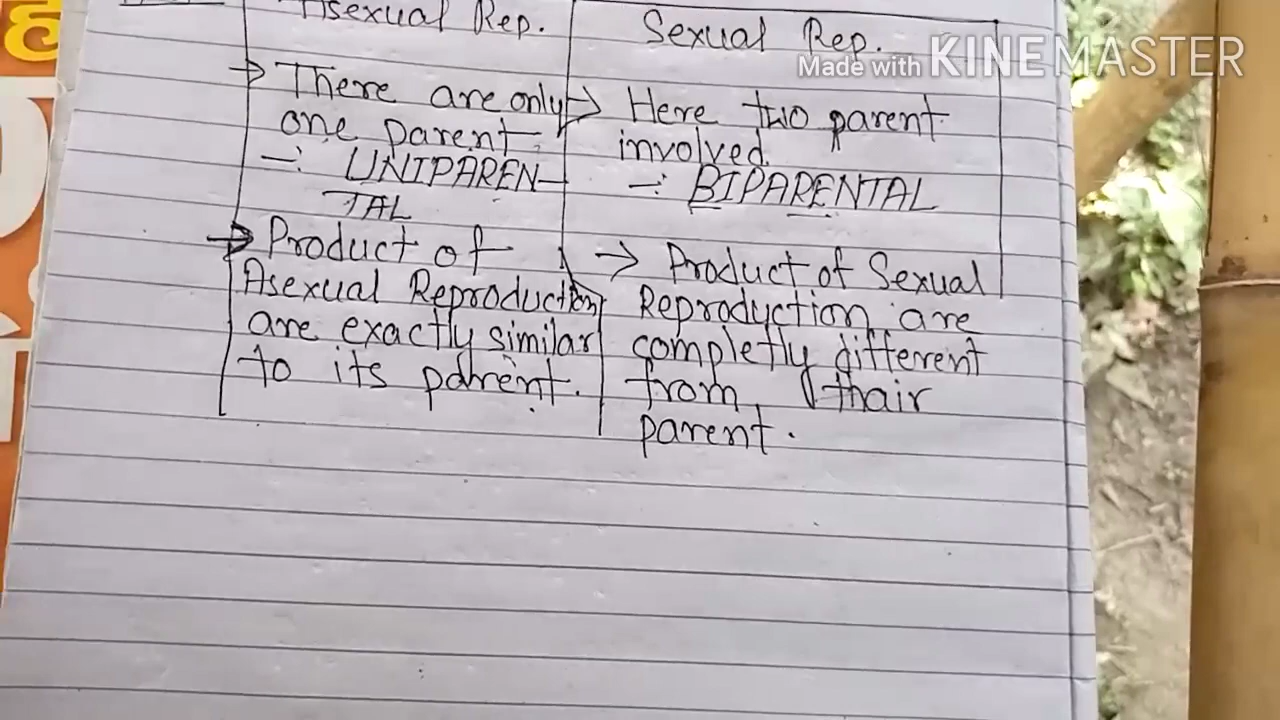 Asexual Rep.
Sexual Rep.
Made with KINEMASTER
→ There are only
one parent.
∴ UNIPAREN-
TAL
→ Product of
Asexual Reproduction
are exactly similar
to its parent.
→ Here two parent
involved.
∴ BIPARENTAL
→ Product of Sexual
Reproduction are
completly different
from thair
parent.